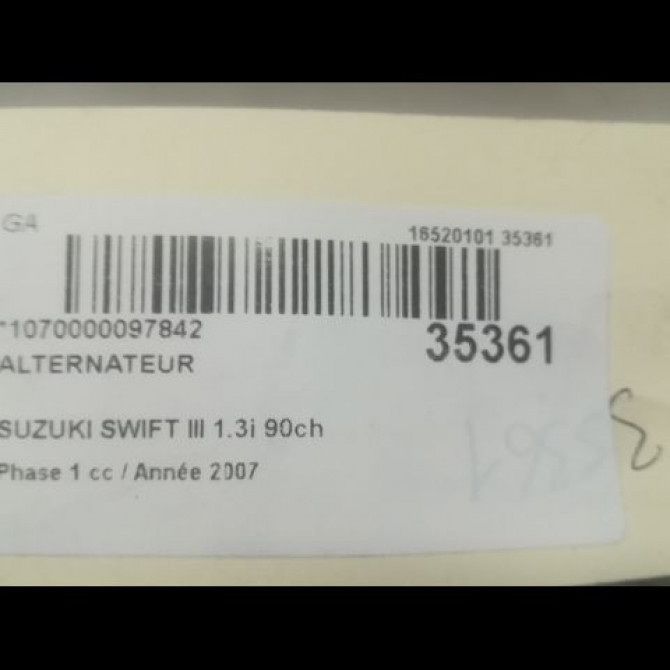 GA
16520101 35361
*1070000097842
35361
ALTERNATEUR
SUZUKI SWIFT III 1.3i 90ch
Phase 1 cc / Année 2007